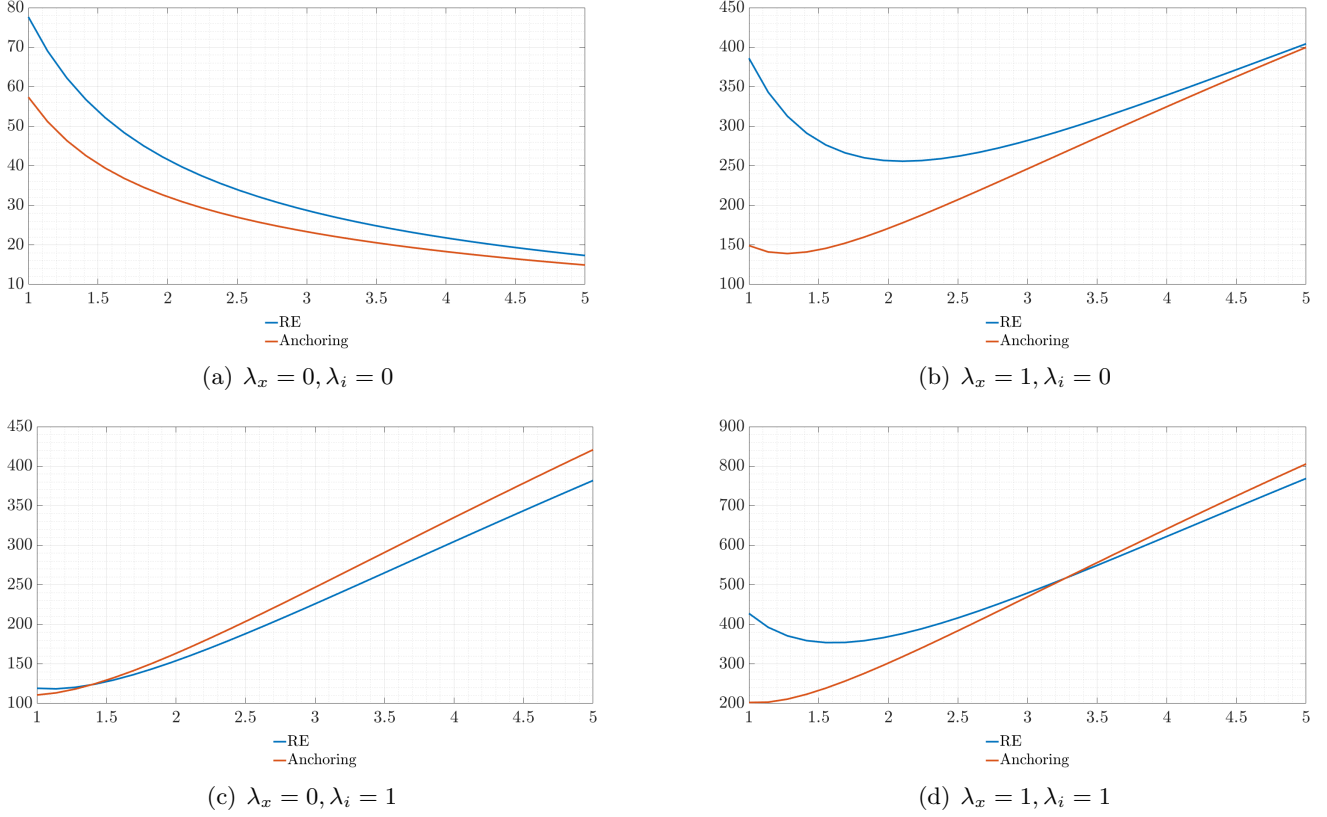 80
70
60
50
40
30
20
10
1 1.5 2 2.5 3 3.5 4 4.5 5
RE
Anchoring
(a) λₓ = 0, λᵢ = 0
450
400
350
300
250
200
150
100
1 1.5 2 2.5 3 3.5 4 4.5 5
RE
Anchoring
(b) λₓ = 1, λᵢ = 0
450
400
350
300
250
200
150
100
1 1.5 2 2.5 3 3.5 4 4.5 5
RE
Anchoring
(c) λₓ = 0, λᵢ = 1
900
800
700
600
500
400
300
200
1 1.5 2 2.5 3 3.5 4 4.5 5
RE
Anchoring
(d) λₓ = 1, λᵢ = 1